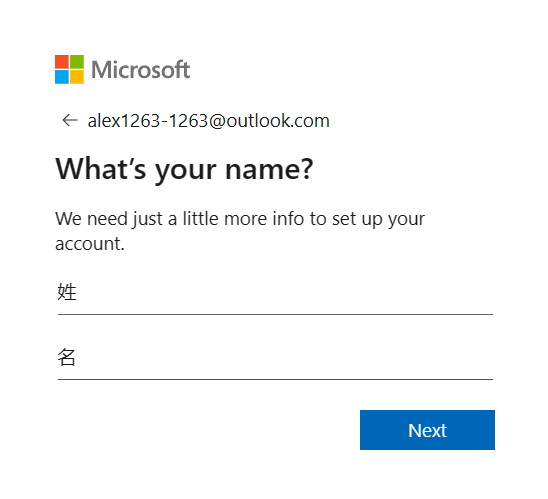 Microsoft
← alex1263-1263@outlook.com
What's your name?
We need just a little more info to set up your
account.
姓
名
Next